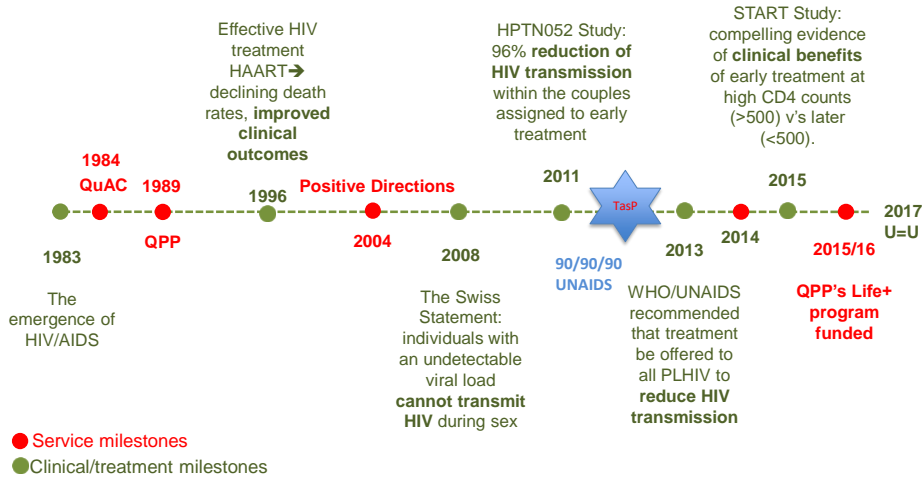 Effective HIV
treatment
HAART➔
declining death
rates, improved
clinical
outcomes
HPTN052 Study:
96% reduction of
HIV transmission
within the couples
assigned to early
treatment
START Study:
compelling evidence
of clinical benefits
of early treatment at
high CD4 counts
(>500) v's later
(<500).
1984
QuAC
1989
QPP
1996
Positive Directions
2004
2008
2011
TasP
90/90/90
UNAIDS
2013
2014
2015
2015/16
2017
U=U
1983
The
emergence of
HIV/AIDS
The Swiss
Statement:
individuals with
an undetectable
viral load
cannot transmit
HIV during sex
WHO/UNAIDS
recommended
that treatment
be offered to
all PLHIV to
reduce HIV
transmission
QPP's Life+
program
funded
Service milestones
Clinical/treatment milestones